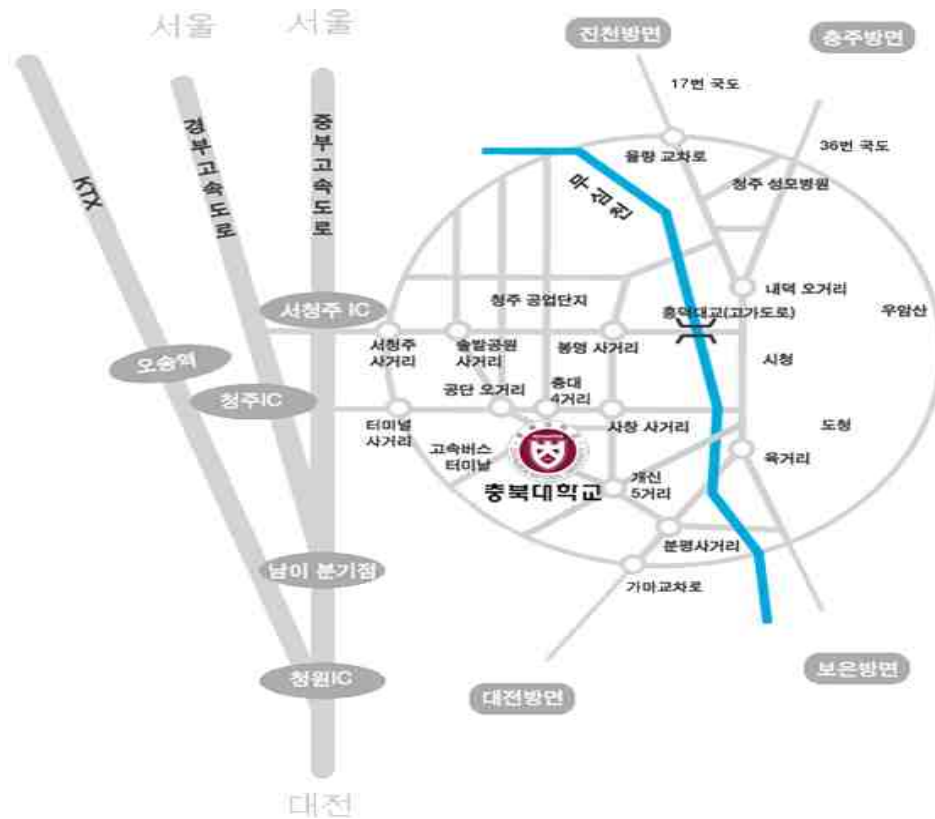 서울
서울
진천방면
충주방면
17번 국도
경부고속도로
중부고속도로
KTX
율량 교차로
36번 국도
청주 성모병원
무심천
내덕 오거리
청주 공업단지
서청주 IC
흥덕대교(고가도로)
우암산
서청주
사거리
솔밭공원
사거리
봉명 사거리
시청
오송역
공단 오거리
충대
4거리
청주IC
터미널
사거리
사창 사거리
도청
고속버스
터미날
육거리
개신
5거리
충북대학교
분평사거리
남이 분기점
가마교차로
청원IC
보은방면
대전방면
대전